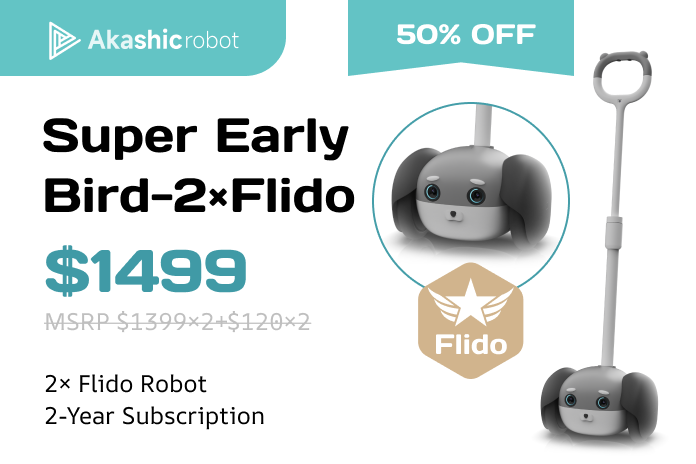 Akashicrobot
50% OFF
Super Early
Bird-2×Flido
$1499
MSRP $1399×2+$120×2
Flido
2× Flido Robot
2-Year Subscription